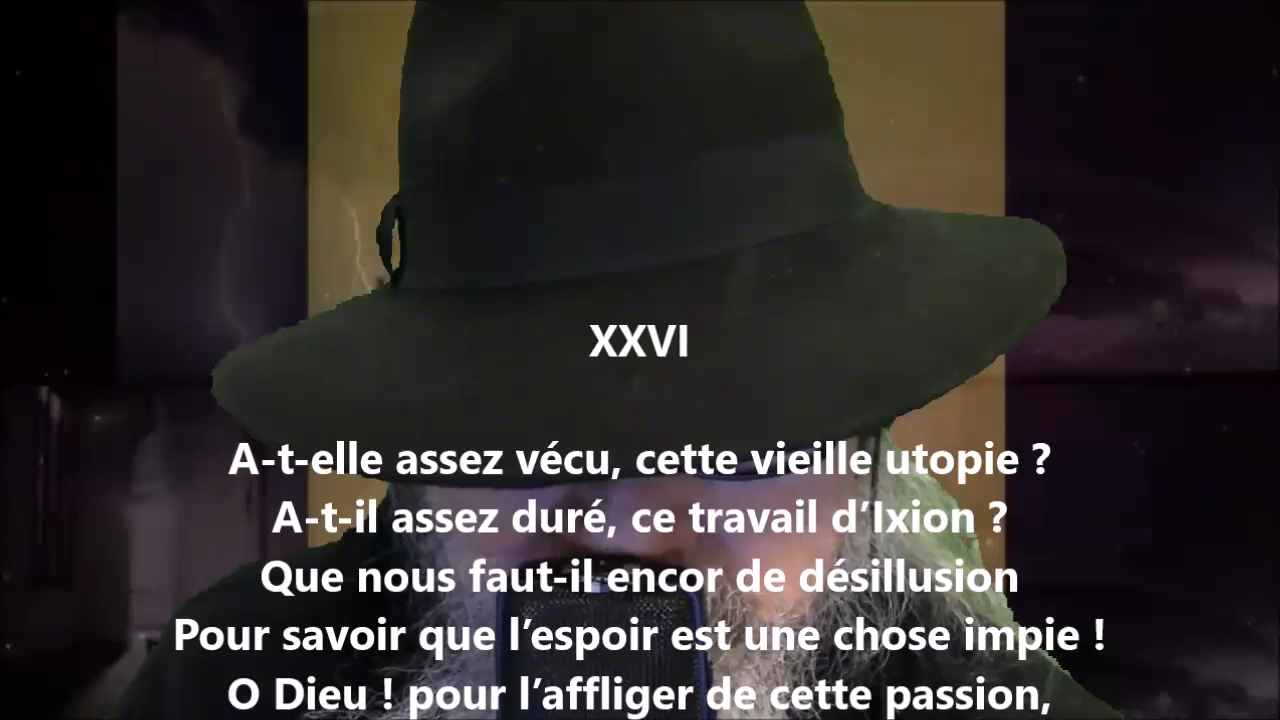 XXVI
A-t-elle assez vécu, cette vieille utopie ?
A-t-il assez duré, ce travail d’Ixion ?
Que nous faut-il encor de désillusion
Pour savoir que l’espoir est une chose impie !
O Dieu ! pour l’affliger de cette passion,